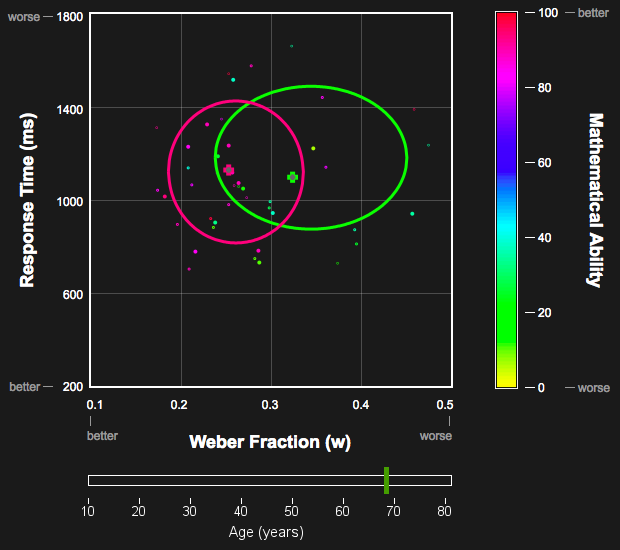 worse
1800
1400
1000
600
better
200
Response Time (ms)
0.1
0.2
0.3
0.4
0.5
better
worse
Weber Fraction (w)
10
20
30
40
50
60
70
80
Age (years)
100
better
80
60
40
20
0
worse
Mathematical Ability